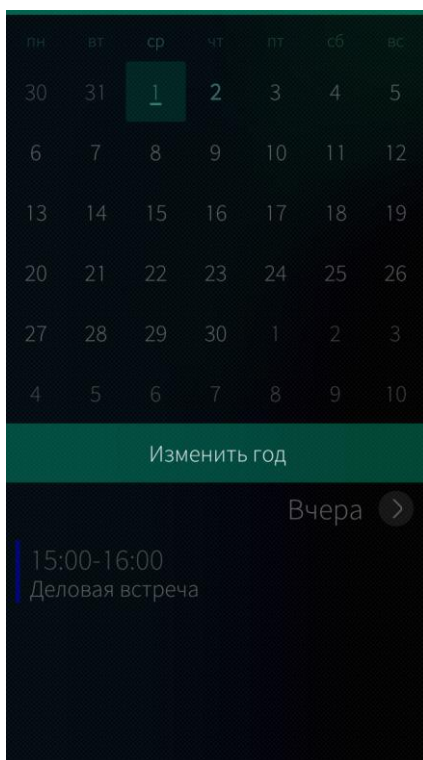 пн вт ср чт пт сб вс
30 31 1 2 3 4 5
6 7 8 9 10 11 12
13 14 15 16 17 18 19
20 21 22 23 24 25 26
27 28 29 30 1 2 3
4 5 6 7 8 9 10
Изменить год
Вчера
15:00-16:00
Деловая встреча